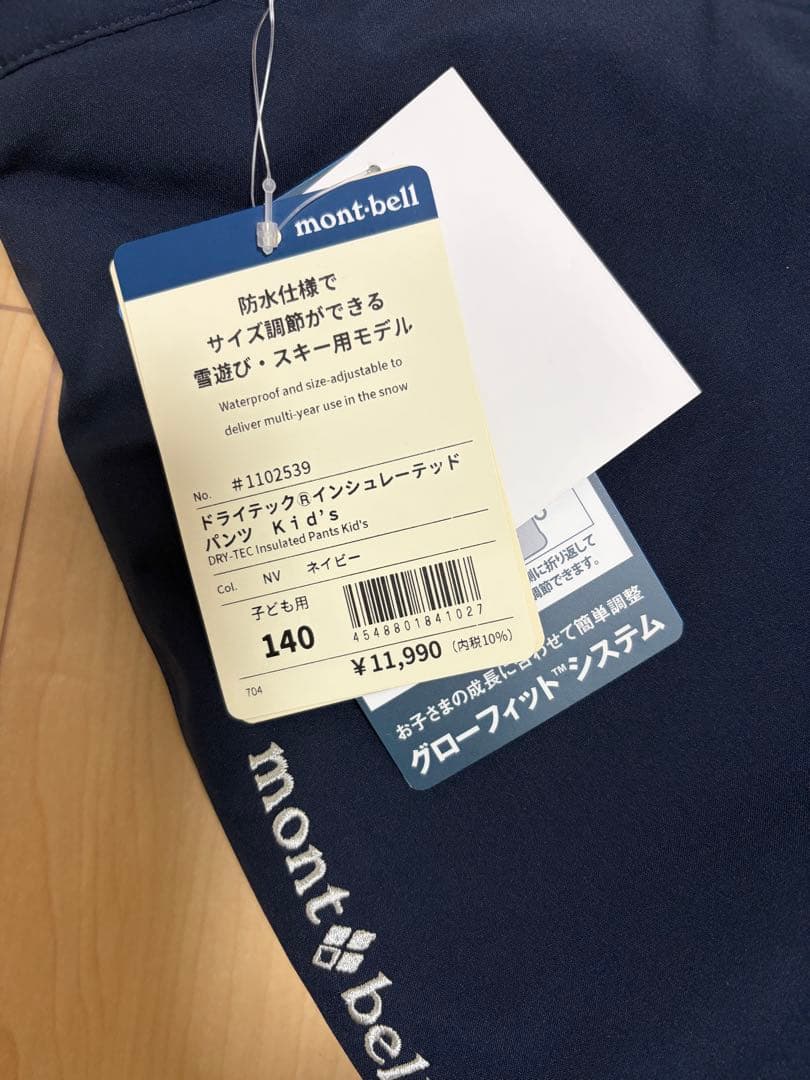 mont·bell
防水仕様で
サイズ調節ができる
雪遊び・スキー用モデル
Waterproof and size-adjustable to
deliver multi-year use in the snow
No. #1102539
ドライテック®インシュレーテッド
パンツ Kid's
DRY-TEC Insulated Pants Kid's
Col. NV ネイビー
子ども用
140
4548801841027
¥11,990 (内税10%)
704
側に折り返して
調節できます。
お子さまの成長に合わせて簡単調整
グローフィット™システム
mont bell